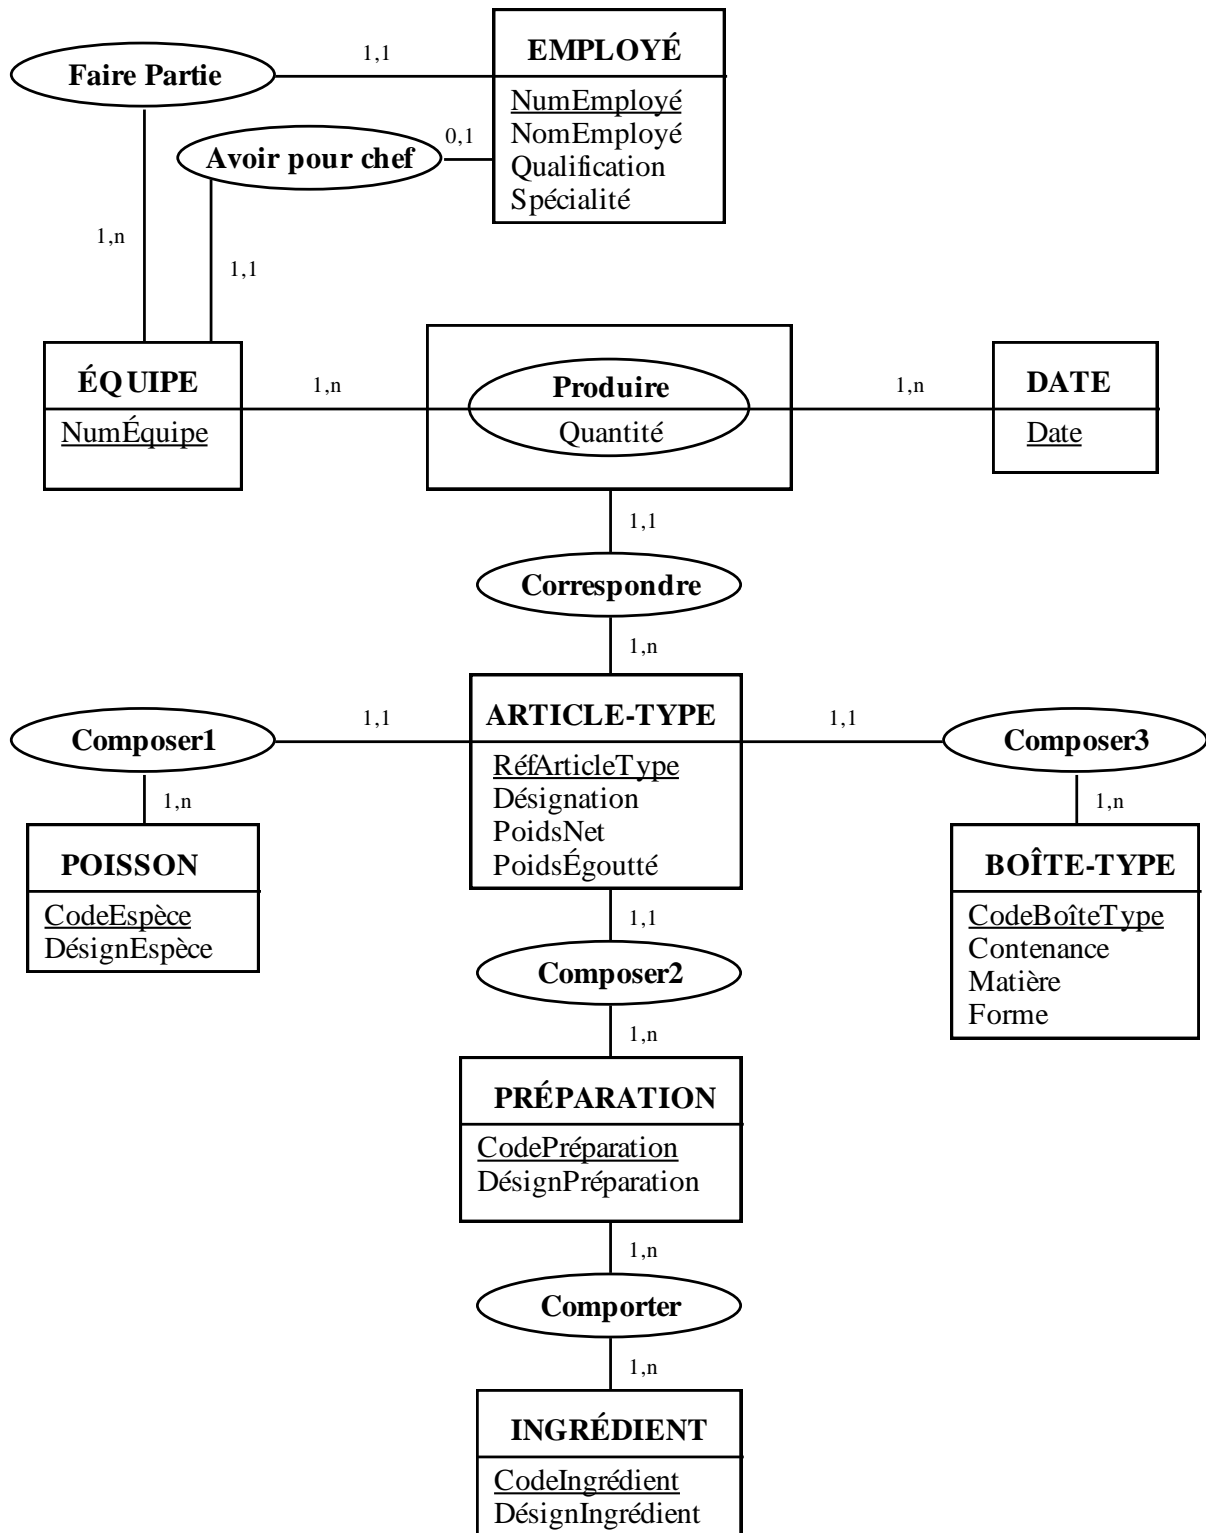 EMPLOYÉ
1,1
Faire Partie
NumEmployé
NomEmployé
0,1
Avoir pour chef
Qualification
Spécialité
1,n
1,1
ÉQUIPE
1,n
Produire
1,n
DATE
NumÉquipe
Quantité
Date
1,1
Correspondre
1,n
1,1
ARTICLE-TYPE
1,1
Composer1
Composer3
RéfArticleType
Désignation
PoidsNet
PoidsÉgoutté
1,n
1,n
POISSON
BOÎTE-TYPE
CodeEspèce
DésignEspèce
CodeBoîteType
Contenance
Matière
Forme
1,1
Composer2
1,n
PRÉPARATION
CodePréparation
DésignPréparation
1,n
Comporter
1,n
INGRÉDIENT
CodeIngrédient
DésignIngrédient